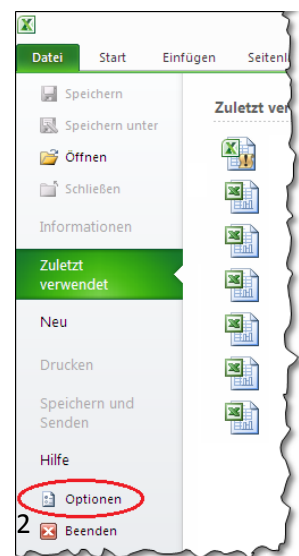 Datei Start Einfügen Seitenl
Speichern
Speichern unter
Öffnen
Schließen
Informationen
Zuletzt
verwendet
Neu
Drucken
Speichern und
Senden
Hilfe
Optionen
2 Beenden
Zuletzt ver